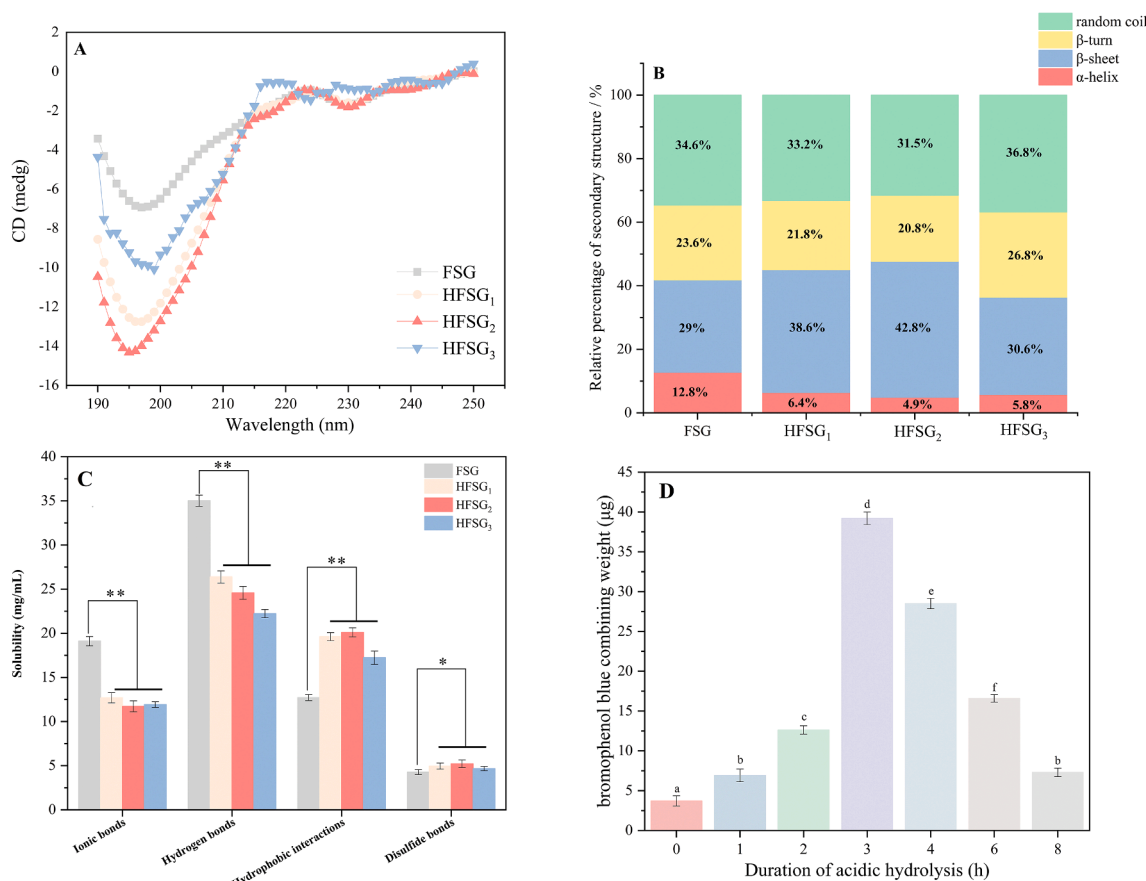 A
CD (medg)
2
0
-2
-4
-6
-8
-10
-12
-14
-16
190
200
210
220
230
240
250
Wavelength (nm)
FSG
HFSG₁
HFSG₂
HFSG₃
random coil
β-turn
β-sheet
α-helix
B
Relative percentage of secondary structure / %
100
80
60
40
20
0
34.6%
33.2%
31.5%
36.8%
23.6%
21.8%
20.8%
26.8%
29%
38.6%
42.8%
30.6%
12.8%
6.4%
4.9%
5.8%
FSG
HFSG₁
HFSG₂
HFSG₃
C
Solubility (mg/mL)
40
35
30
25
20
15
10
5
0
**
**
**
*
FSG
HFSG₁
HFSG₂
HFSG₃
Ionic bonds
Hydrogen bonds
Hydrophobic interactions
Disulfide bonds
D
bromophenol blue combining weight (μg)
45
40
35
30
25
20
15
10
5
0
a
b
c
d
e
f
b
0
1
2
3
4
6
8
Duration of acidic hydrolysis (h)